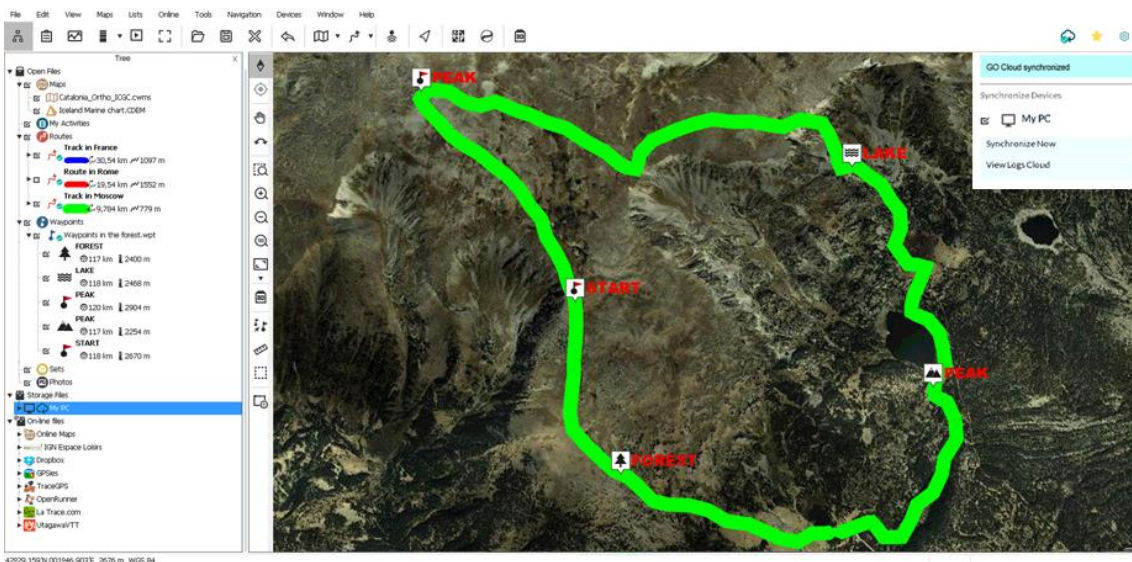 File Edit View Maps Lists Online Tools Navigation Devices Window Help
Tree X
Open Files
Maps
Catalonia_Ortho_ICGC.cwms
Iceland Marine chart.CDEM
My Activities
Routes
Track in France
30,54 km 1097 m
Route in Rome
19,54 km 1552 m
Track in Moscow
9,784 km 779 m
Waypoints
Waypoints in the forest.wpt
FOREST
117 km 2400 m
LAKE
118 km 2468 m
PEAK
120 km 2904 m
PEAK
117 km 2254 m
START
118 km 2670 m
Sets
Photos
Storage Files
My PC
On-line files
Online Maps
IGN Espace Loisirs
Dropbox
GPSies
TraceGPS
OpenRunner
La Trace.com
UtagawaVTT
3D
PEAK
LAKE
START
PEAK
FOREST
GO Cloud synchronized
Synchronize Devices
My PC
Synchronize Now
View Logs Cloud
2676 m, WGS 84